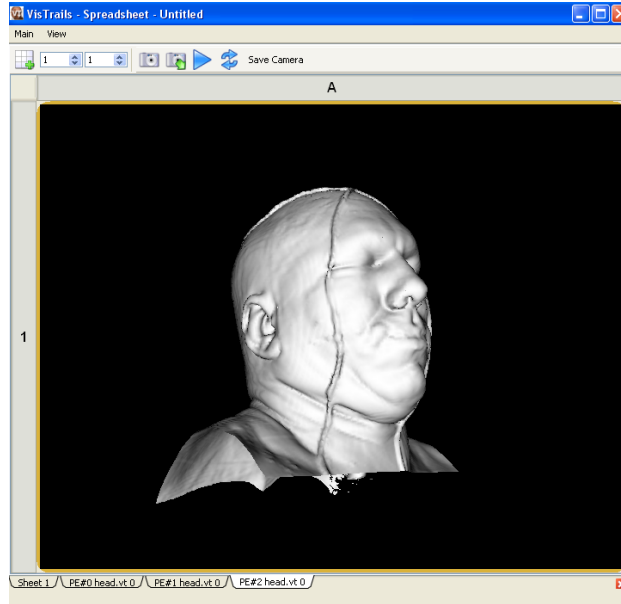 VisTrails - Spreadsheet - Untitled
Main View
1 1 Save Camera
A
1
Sheet 1 PE#0 head.vt 0 PE#1 head.vt 0 PE#2 head.vt 0